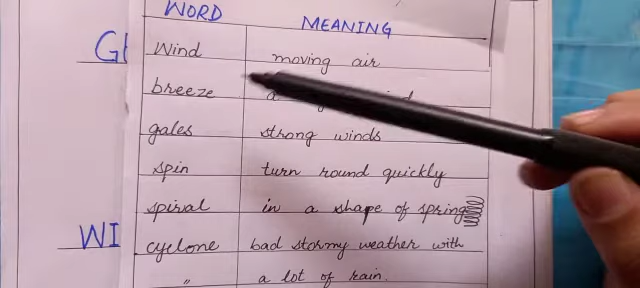 WORD MEANING
Wind moving air
breeze a
gales strong winds
spin turn round quickly
spiral in a shape of spring
cyclone bad stormy weather with
" a lot of rain.
WI